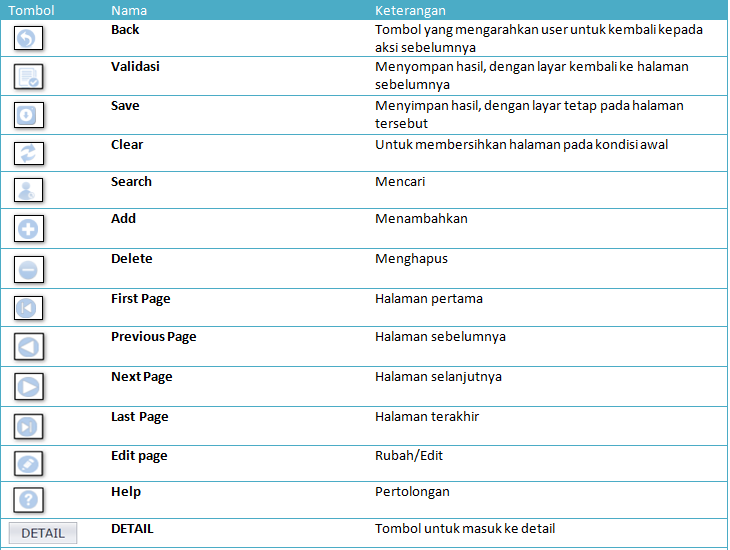 Tombol Nama Keterangan
Back Tombol yang mengarahkan user untuk kembali kepada
aksi sebelumnya
Validasi Menyompan hasil, dengan layar kembali ke halaman
sebelumnya
Save Menyimpan hasil, dengan layar tetap pada halaman
tersebut
Clear Untuk membersihkan halaman pada kondisi awal
Search Mencari
Add Menambahkan
Delete Menghapus
First Page Halaman pertama
Previous Page Halaman sebelumnya
Next Page Halaman selanjutnya
Last Page Halaman terakhir
Edit page Rubah/Edit
? Help Pertolongan
DETAIL DETAIL Tombol untuk masuk ke detail